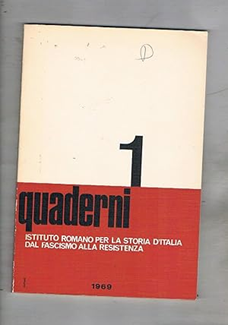 1
quaderni
ISTITUTO ROMANO PER LA STORIA D'ITALIA
DAL FASCISMO ALLA RESISTENZA
1969